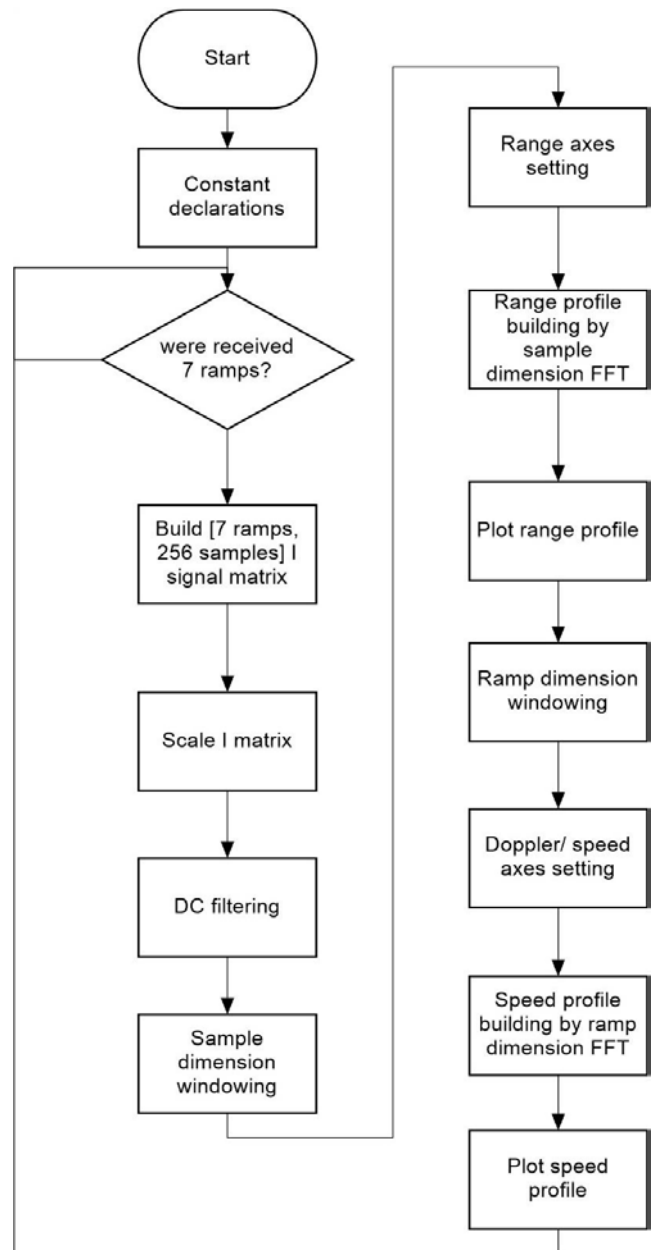 Start
Constant
declarations
were received
7 ramps?
Build [7 ramps,
256 samples] I
signal matrix
Scale I matrix
DC filtering
Sample
dimension
windowing
Range axes
setting
Range profile
building by
sample
dimension FFT
Plot range profile
Ramp dimension
windowing
Doppler/ speed
axes setting
Speed profile
building by ramp
dimension FFT
Plot speed
profile